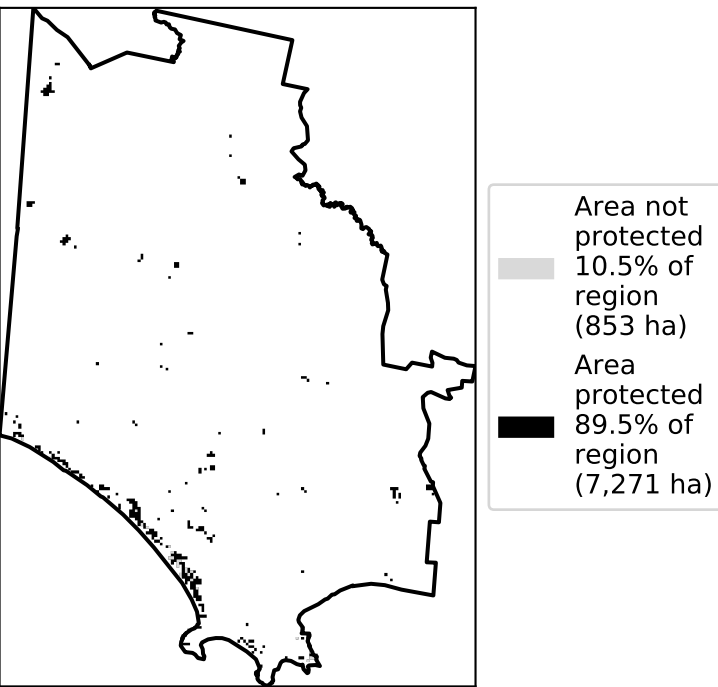 Area not
protected
10.5% of
region
(853 ha)
Area
protected
89.5% of
region
(7,271 ha)